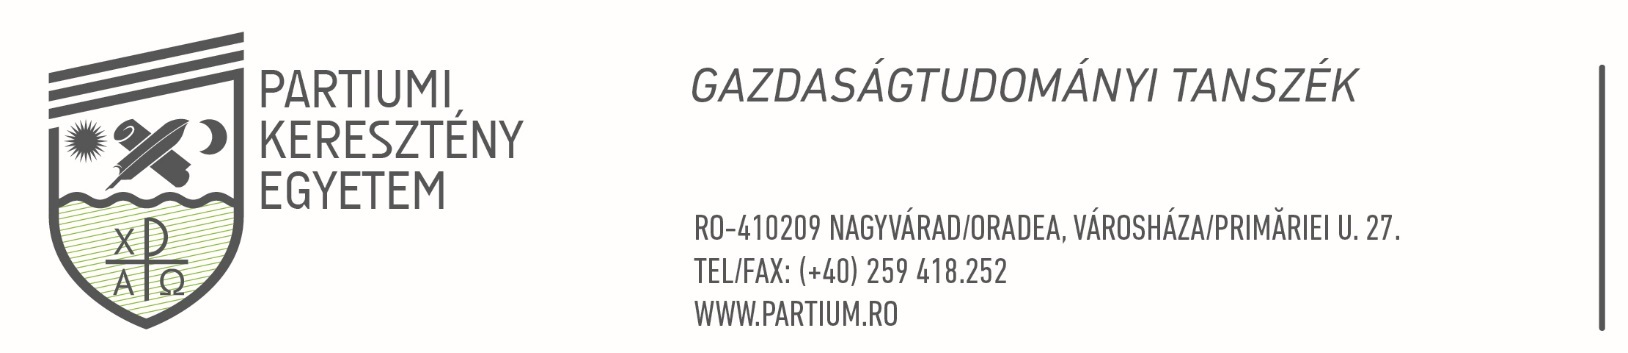 PARTIUMI
KERESZTÉNY
EGYETEM
X
Α Ω
GAZDASÁGTUDOMÁNYI TANSZÉK
RO-410209 NAGYVÁRAD/ORADEA, VÁROSHÁZA/PRIMĂRIEI U. 27.
TEL/FAX: (+40) 259 418.252
WWW.PARTIUM.RO